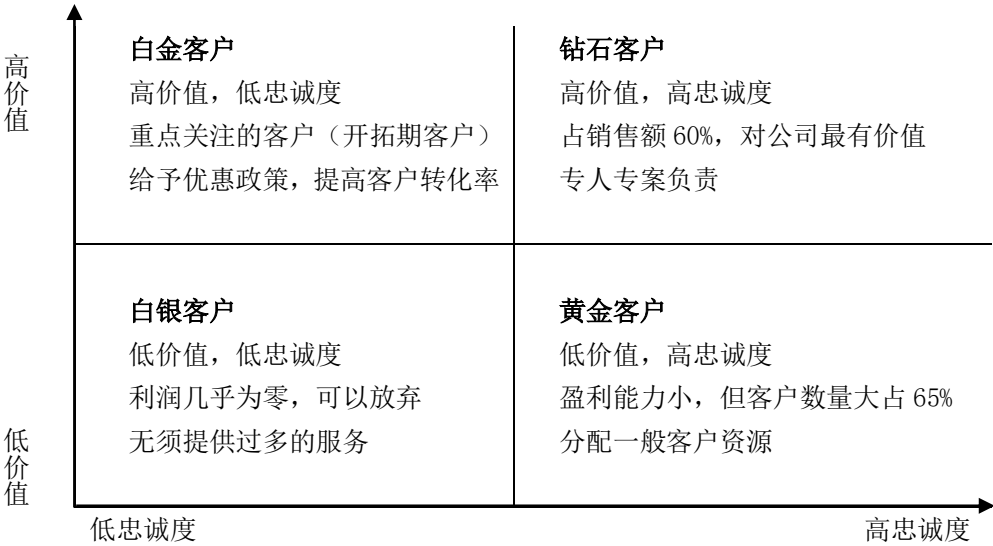 高价值
白金客户
高价值，低忠诚度
重点关注的客户（开拓期客户）
给予优惠政策，提高客户转化率
钻石客户
高价值，高忠诚度
占销售额 60%，对公司最有价值
专人专案负责
低价值
白银客户
低价值，低忠诚度
利润几乎为零，可以放弃
无须提供过多的服务
黄金客户
低价值，高忠诚度
盈利能力小，但客户数量大占 65%
分配一般客户资源
低忠诚度
高忠诚度